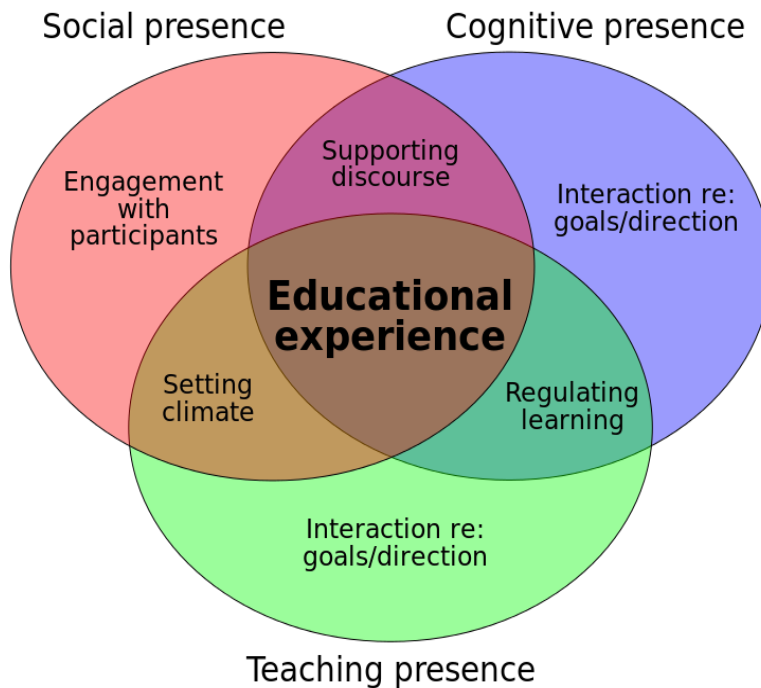 Social presence
Cognitive presence
Supporting
discourse
Engagement
with
participants
Interaction re:
goals/direction
Educational
experience
Setting
climate
Regulating
learning
Interaction re:
goals/direction
Teaching presence